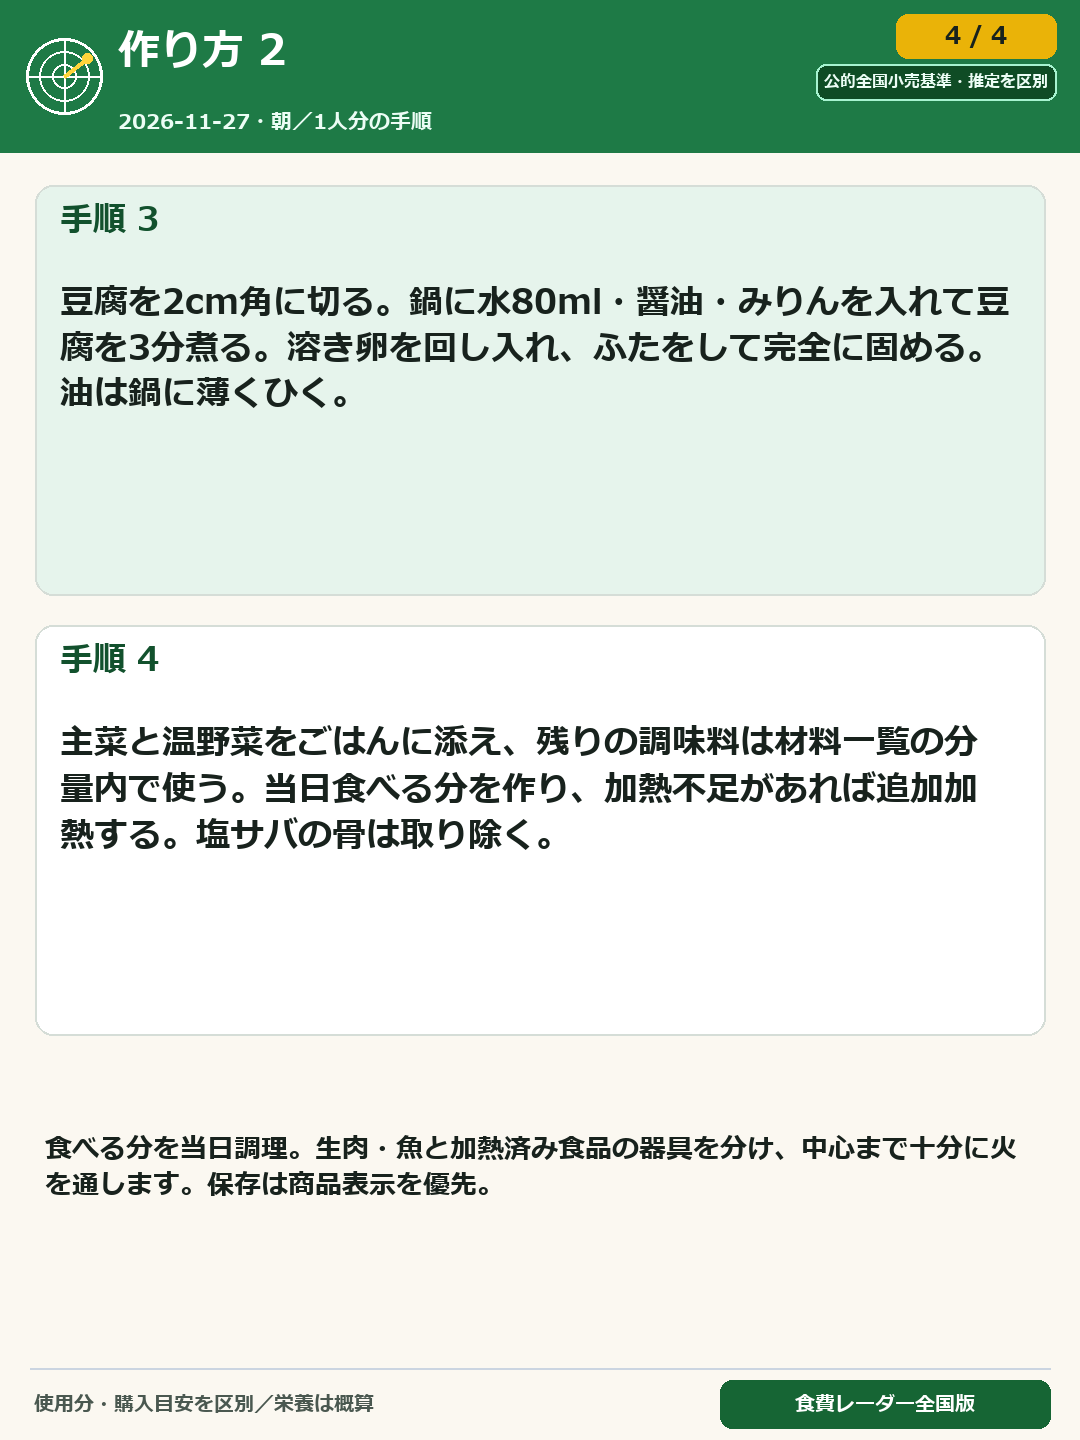 作り方 2
4 / 4
公的全国小売基準・推定を区別
2026-11-27・朝／1人分の手順
手順 3
豆腐を2cm角に切る。鍋に水80ml・醤油・みりんを入れて豆
腐を3分煮る。溶き卵を回し入れ、ふたをして完全に固める。
油は鍋に薄くひく。
手順 4
主菜と温野菜をごはんに添え、残りの調味料は材料一覧の分
量内で使う。当日食べる分を作り、加熱不足があれば追加加
熱する。塩サバの骨は取り除く。
食べる分を当日調理。生肉・魚と加熱済み食品の器具を分け、中心まで十分に火
を通します。保存は商品表示を優先。
使用分・購入目安を区別／栄養は概算
食費レーダー全国版